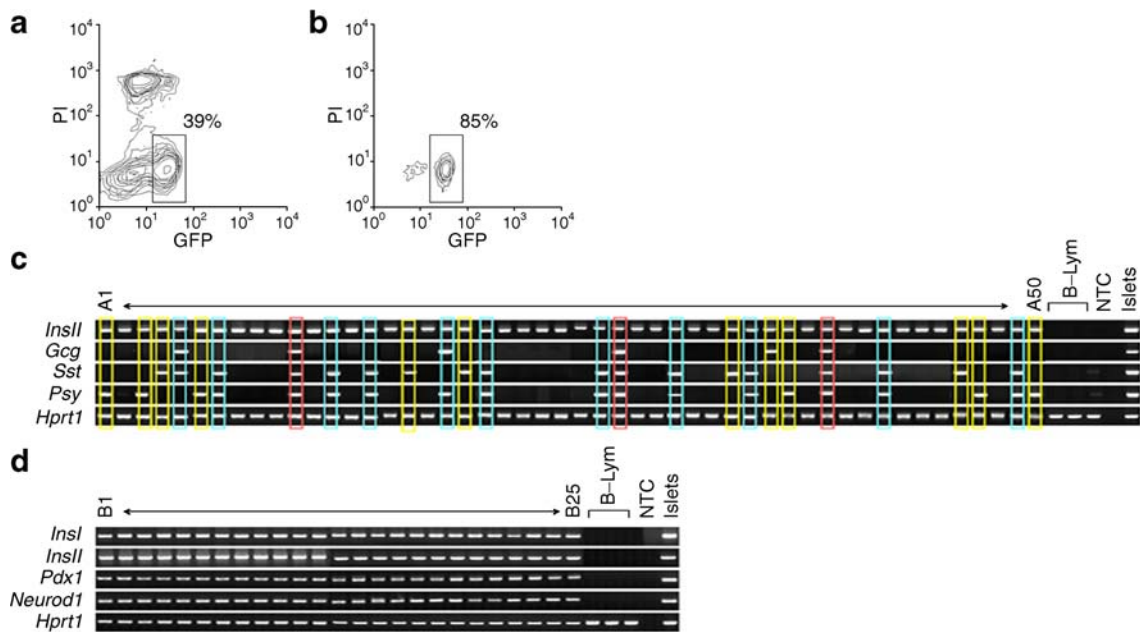 a
b
10⁴
10³
10²
10¹
10⁰
PI
39%
10⁰ 10¹ 10² 10³ 10⁴
GFP
10⁴
10³
10²
10¹
10⁰
PI
85%
10⁰ 10¹ 10² 10³ 10⁴
GFP
c
A1
A50
B–Lym
NTC
Islets
InsII
Gcg
Sst
Psy
Hprt1
d
B1
B25
B–Lym
NTC
Islets
InsI
InsII
Pdx1
Neurod1
Hprt1